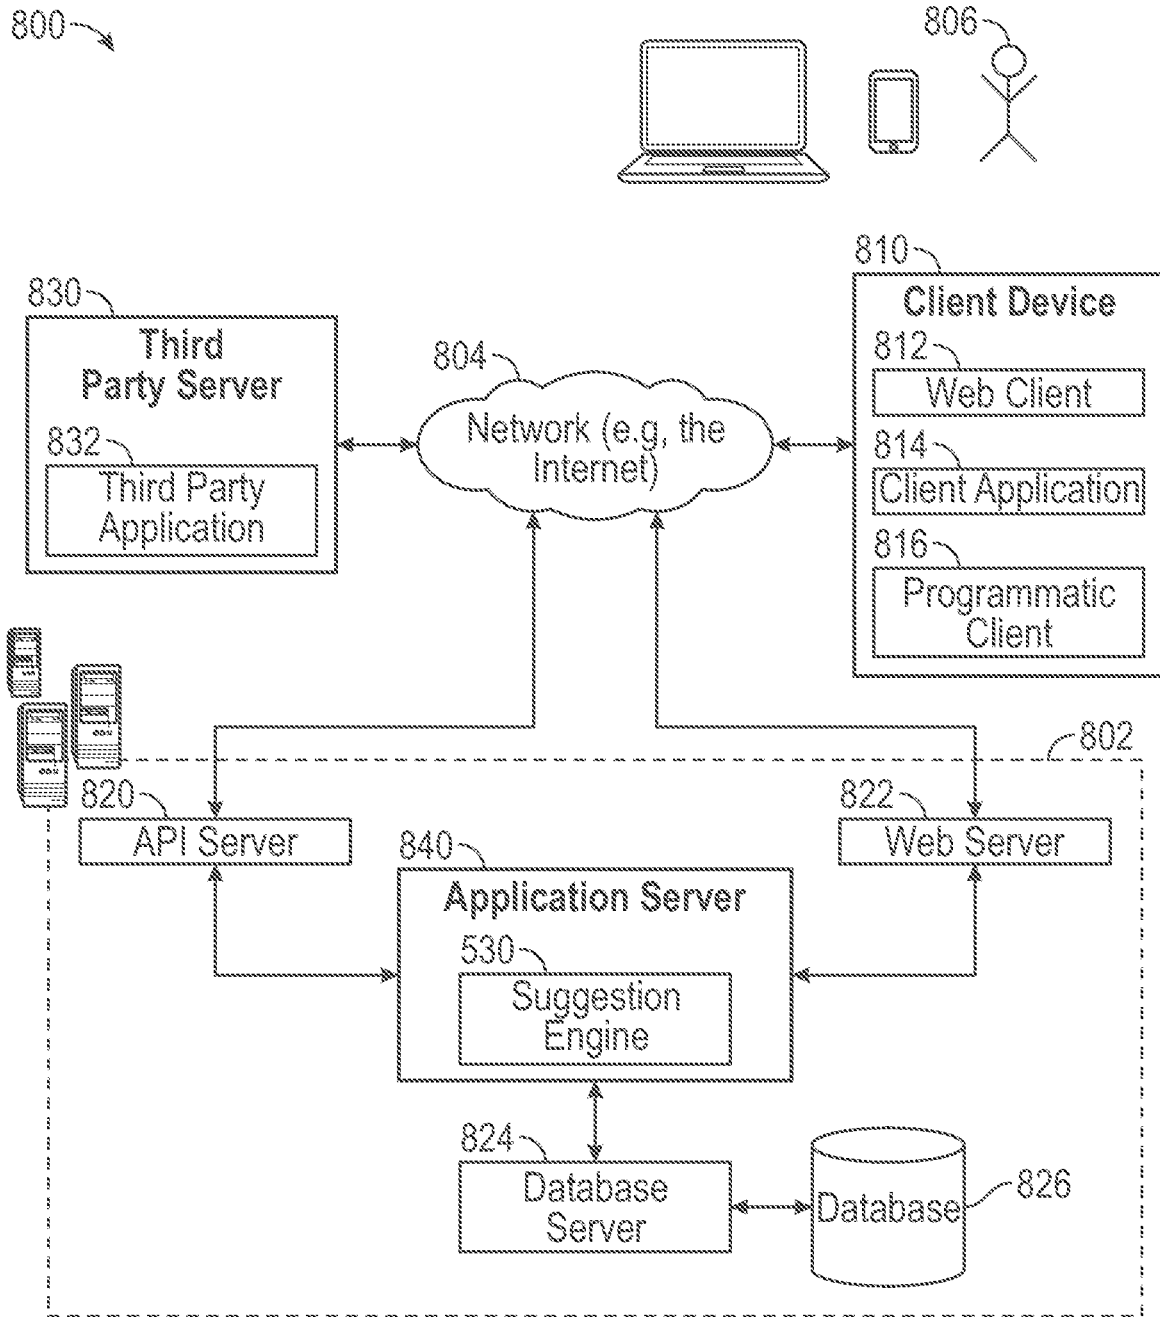 800
806
810
Client Device
812
Web Client
814
Client Application
816
Programmatic
Client
830
Third
Party Server
832
Third Party
Application
804
Network (e.g, the
Internet)
802
820
API Server
822
Web Server
840
Application Server
530
Suggestion
Engine
824
Database
Server
Database
826